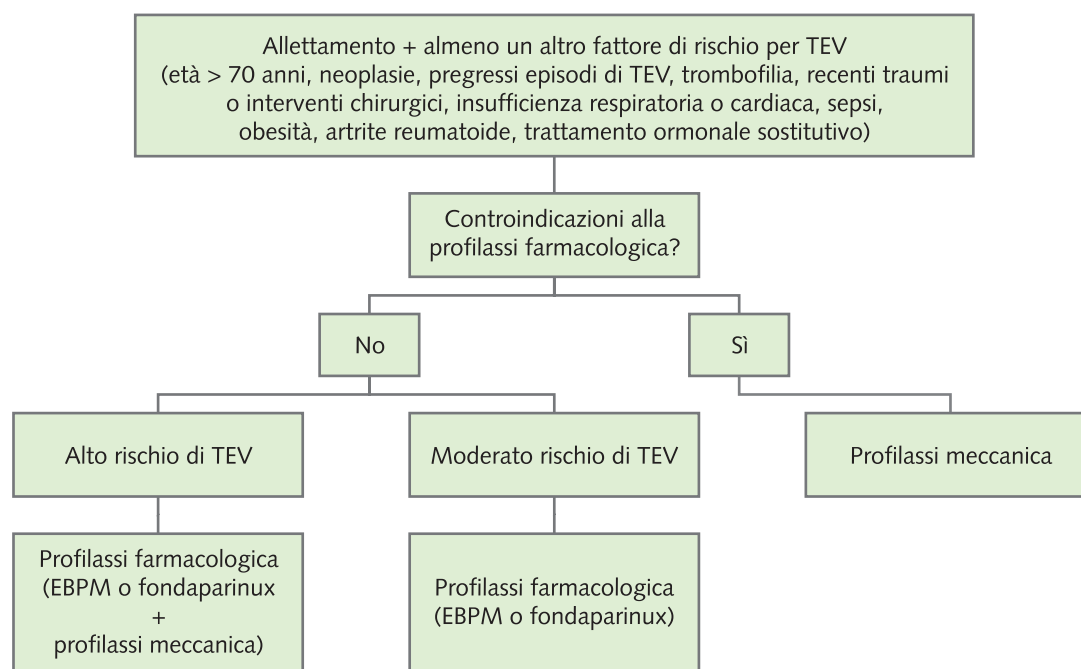 Allettamento + almeno un altro fattore di rischio per TEV
(età > 70 anni, neoplasie, pregressi episodi di TEV, trombofilia, recenti traumi
o interventi chirurgici, insufficienza respiratoria o cardiaca, sepsi,
obesità, artrite reumatoide, trattamento ormonale sostitutivo)
Controindicazioni alla
profilassi farmacologica?
No
Sì
Alto rischio di TEV
Moderato rischio di TEV
Profilassi meccanica
Profilassi farmacologica
(EBPM o fondaparinux
+
profilassi meccanica)
Profilassi farmacologica
(EBPM o fondaparinux)